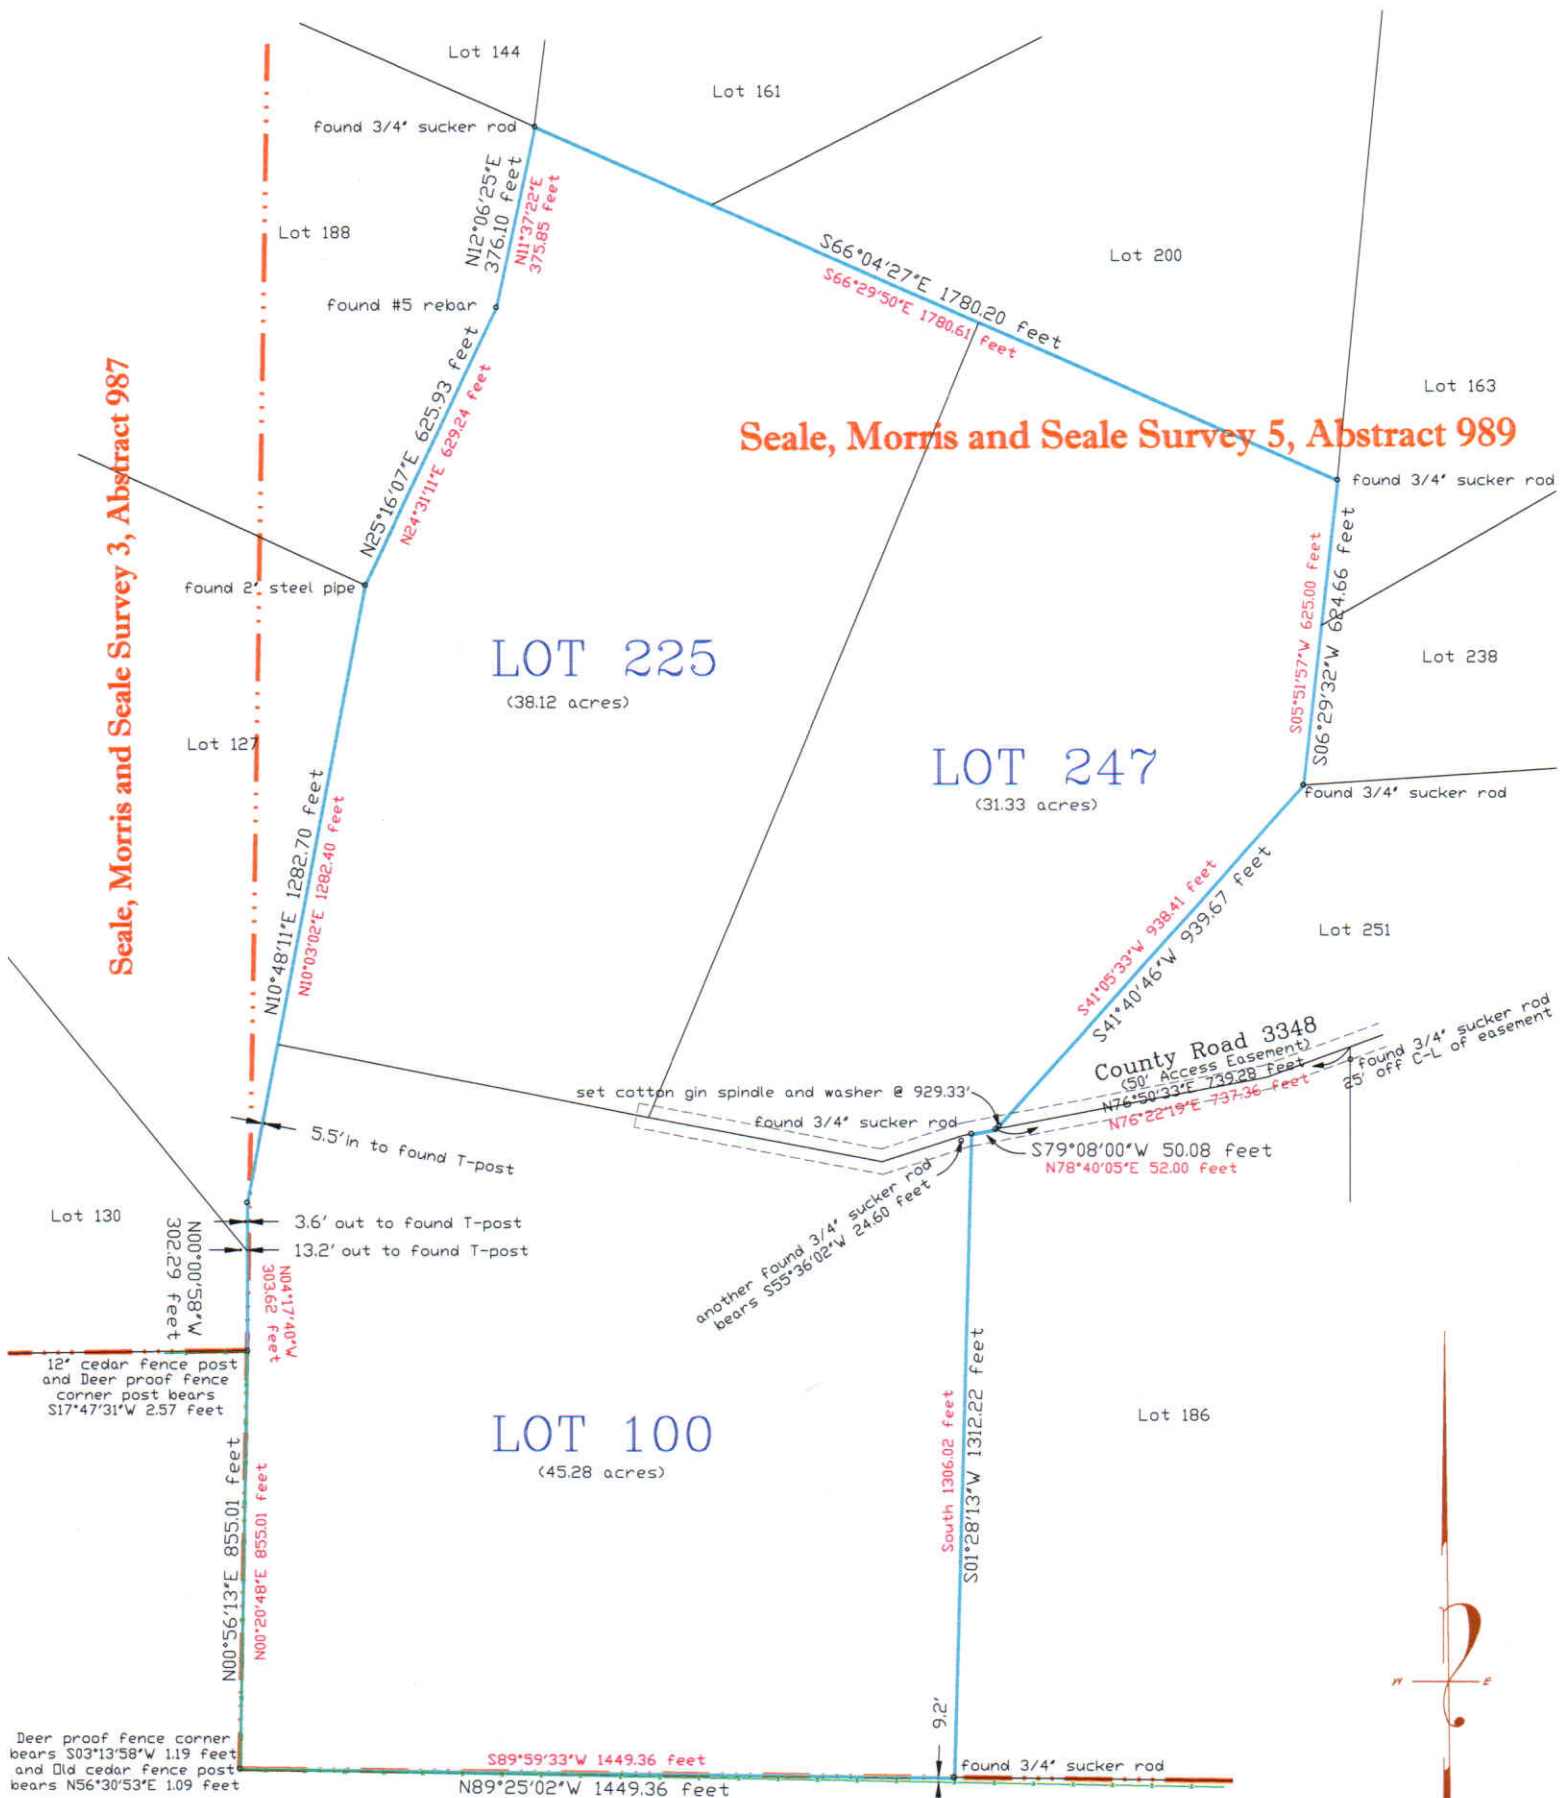 Lot 144
Lot 161
found 3/4" sucker rod
N12°06'25"E
376.10 feet
N11°37'22"E
375.85 feet
Lot 188
Lot 200
S66°04'27"E 1780.20 feet
S66°29'50"E 1780.61 feet
found #5 rebar
N25°16'07"E 625.93 feet
N24°31'11"E 629.24 feet
Lot 163
Seale, Morris and Seale Survey 5, Abstract 989
Seale, Morris and Seale Survey 3, Abstract 987
found 3/4" sucker rod
S05°51'57"W 625.00 feet
S06°29'32"W 624.66 feet
found 2" steel pipe
LOT 225
(38.12 acres)
Lot 238
Lot 127
LOT 247
(31.33 acres)
found 3/4" sucker rod
N10°48'11"E 1282.70 feet
N10°03'02"E 1282.40 feet
S41°05'33"W 938.41 feet
S41°40'46"W 939.67 feet
Lot 251
County Road 3348
(50' Access Easement)
N76°50'33"E 739.28 feet
N76°22'19"E 737.36 feet
found 3/4" sucker rod
25' off C-L of easement
set cotton gin spindle and washer @ 929.33'
found 3/4" sucker rod
S79°08'00"W 50.08 feet
N78°40'05"E 52.00 feet
5.5' in to found T-post
another found 3/4" sucker rod
bears S55°36'02"W 24.60 feet
Lot 130
3.6' out to found T-post
13.2' out to found T-post
N00°00'58"W
302.29 feet
N04°17'40"W
303.62 feet
12" cedar fence post
and Deer proof fence
corner post bears
S17°47'31"W 2.57 feet
LOT 100
(45.28 acres)
Lot 186
South 1306.02 feet
S01°28'13"W 1312.22 feet
N00°56'13"E 855.01 feet
N00°20'48"E 855.01 feet
W
E
9.2'
Deer proof fence corner
bears S03°13'58"W 1.19 feet
and Old cedar fence post
bears N56°30'53"E 1.09 feet
S89°59'33"W 1449.36 feet
N89°25'02"W 1449.36 feet
found 3/4" sucker rod